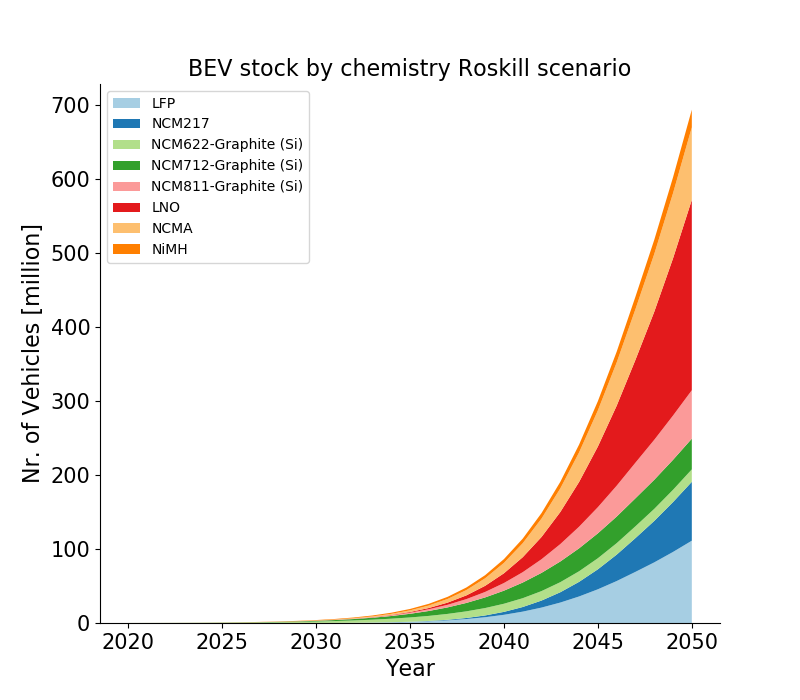 BEV stock by chemistry Roskill scenario
LFP
NCM217
NCM622-Graphite (Si)
NCM712-Graphite (Si)
NCM811-Graphite (Si)
LNO
NCMA
NiMH
Nr. of Vehicles [million]
700
600
500
400
300
200
100
0
2020 2025 2030 2035 2040 2045 2050
Year